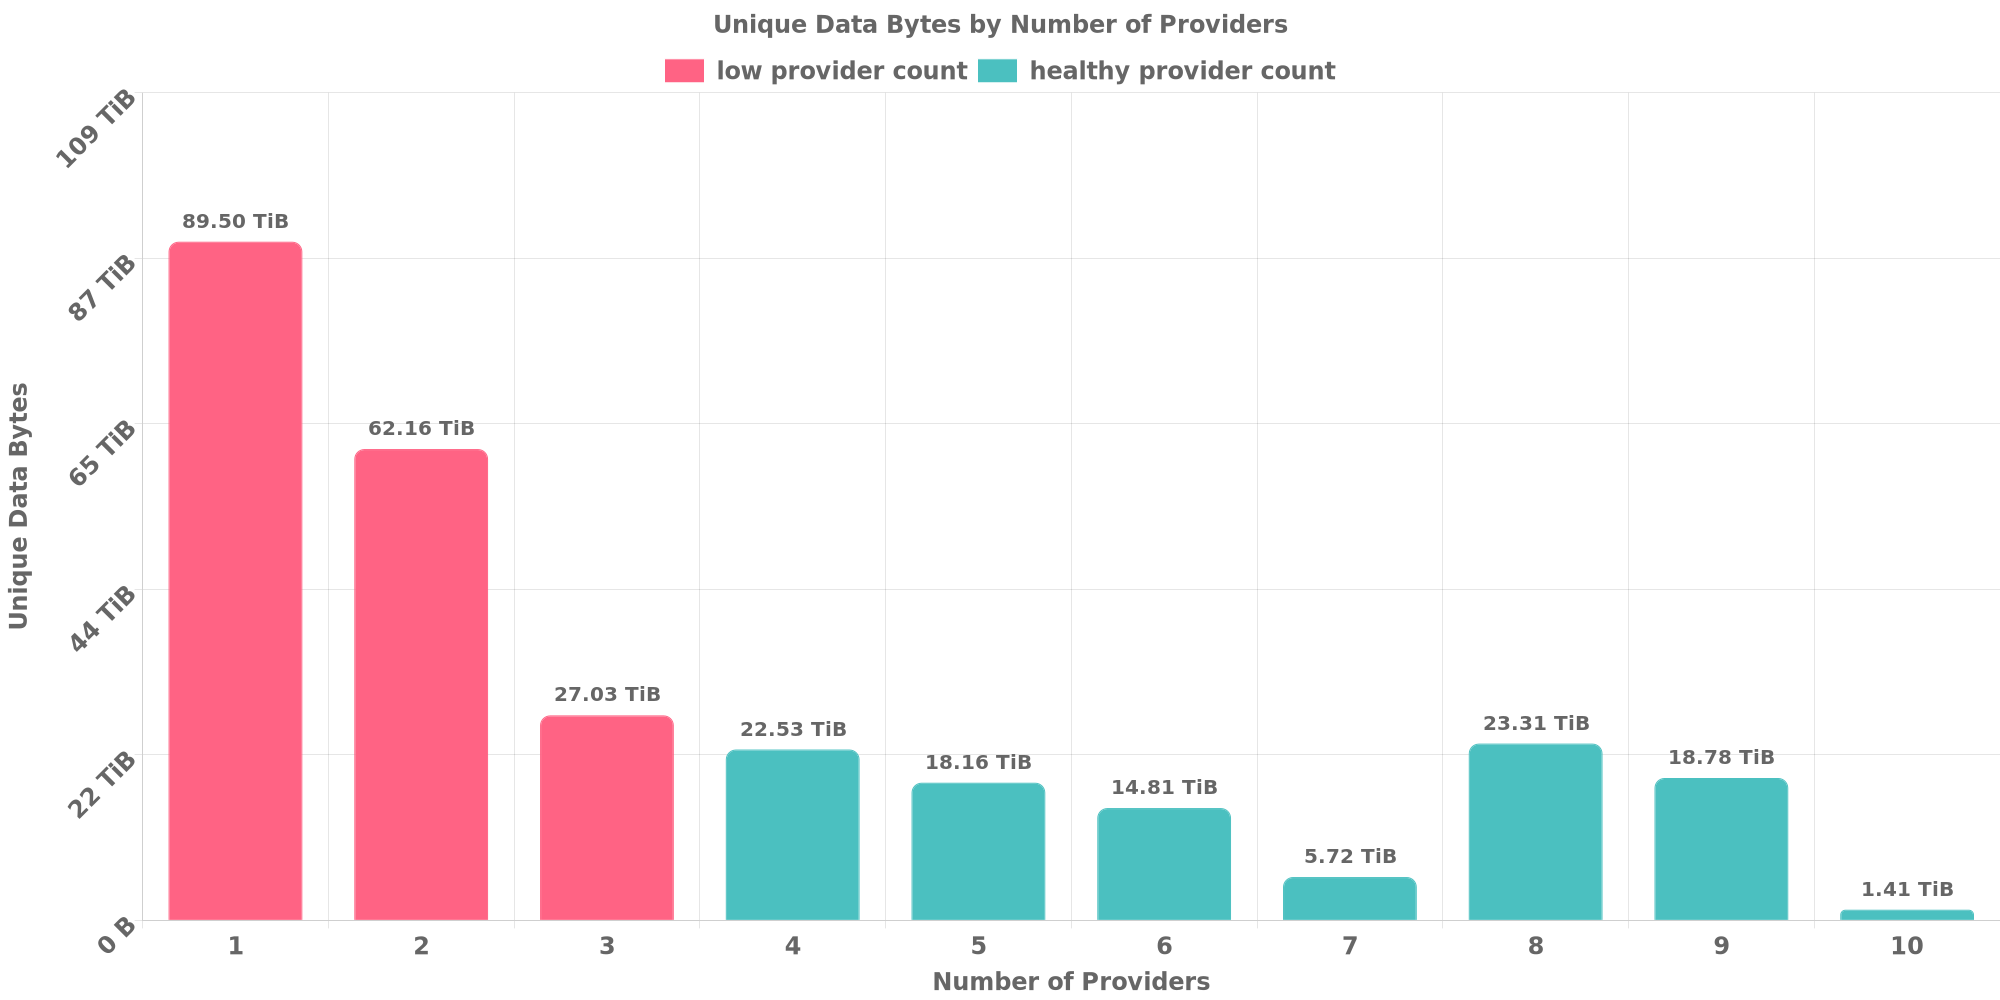 Unique Data Bytes by Number of Providers
low provider count healthy provider count
109 TiB
87 TiB
65 TiB
44 TiB
22 TiB
0 B
Unique Data Bytes
89.50 TiB
62.16 TiB
27.03 TiB
22.53 TiB
18.16 TiB
14.81 TiB
5.72 TiB
23.31 TiB
18.78 TiB
1.41 TiB
1 2 3 4 5 6 7 8 9 10
Number of Providers